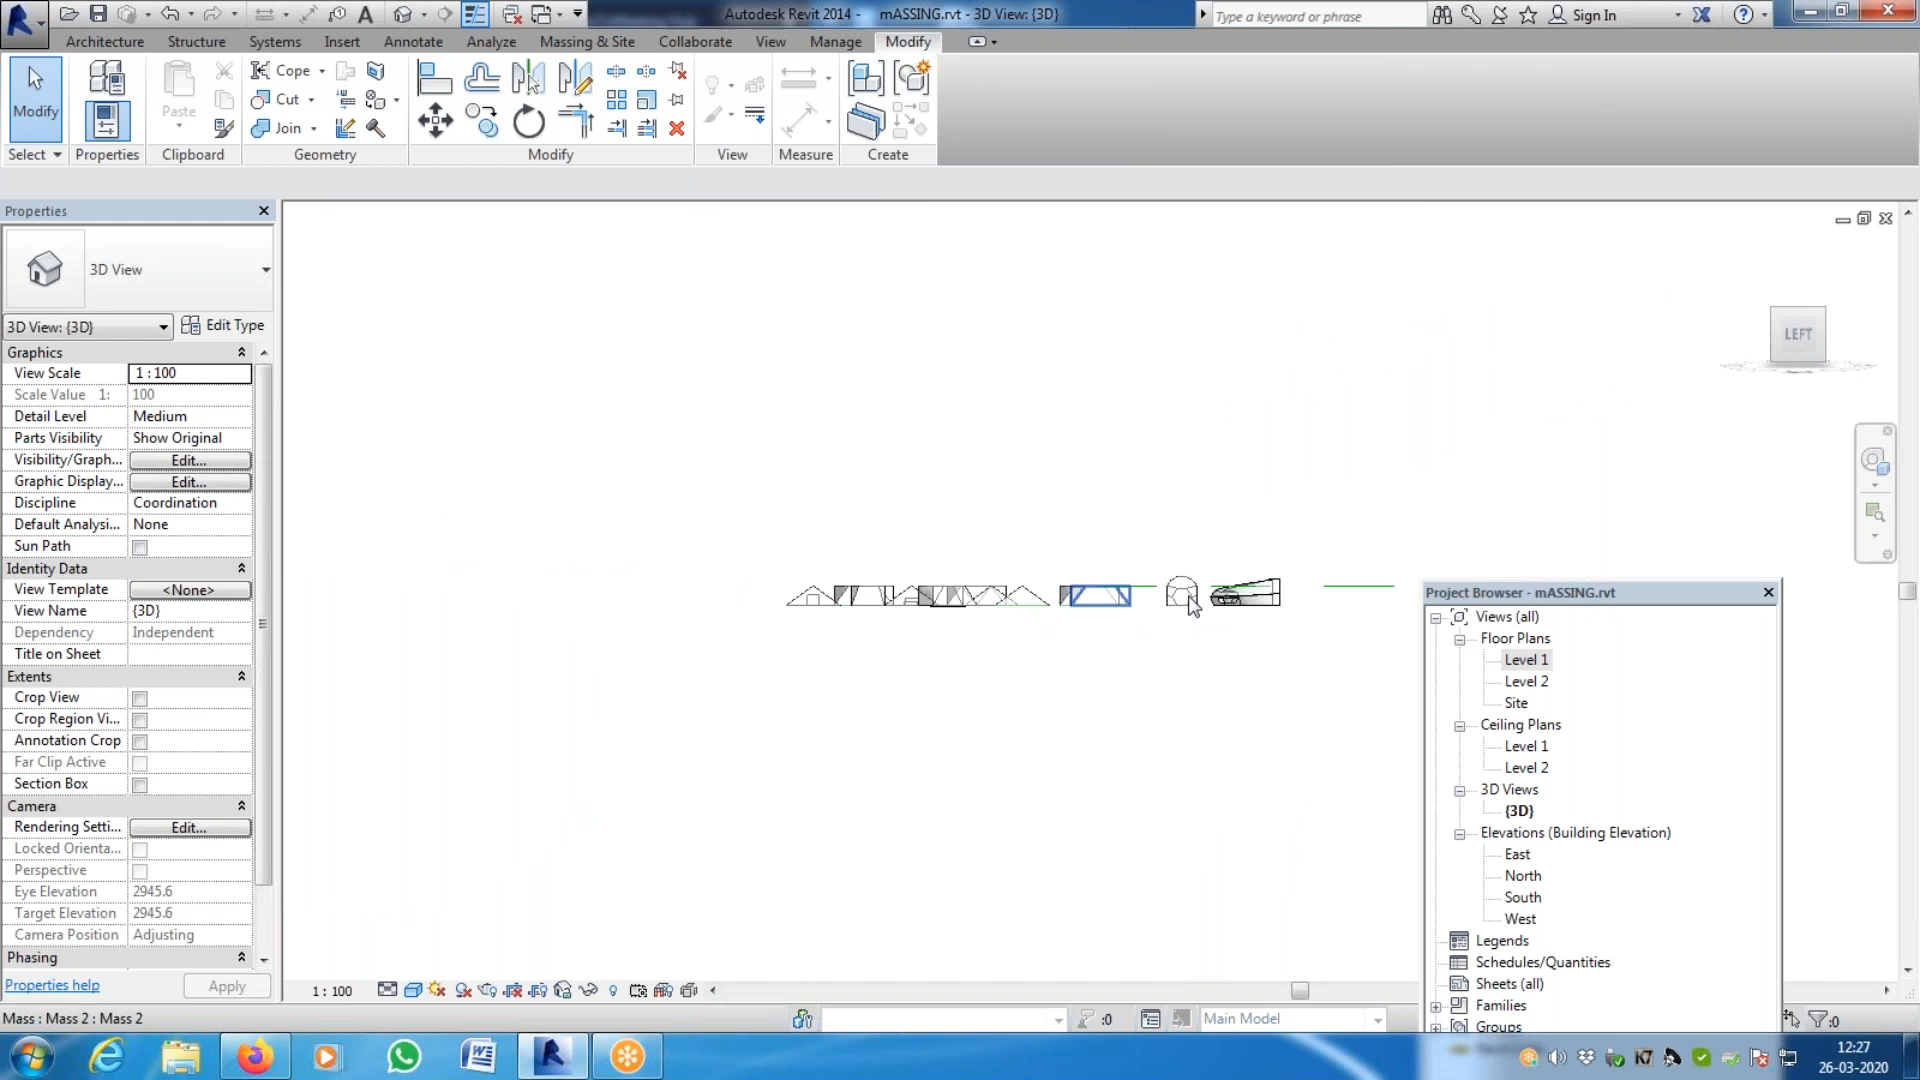 Autodesk Revit 2014 -    mASSING.rvt - 3D View: {3D}
Type a keyword or phrase
Sign In
Architecture Structure Systems Insert Annotate Analyze Massing & Site Collaborate View Manage Modify
Modify
Paste
Cope
Cut
Join
Select Properties Clipboard Geometry Modify View Measure Create
Properties
3D View
3D View: {3D} Edit Type
Graphics
View Scale 1 : 100
Scale Value 1: 100
Detail Level Medium
Parts Visibility Show Original
Visibility/Graph... Edit...
Graphic Display... Edit...
Discipline Coordination
Default Analysi... None
Sun Path
Identity Data
View Template <None>
View Name {3D}
Dependency Independent
Title on Sheet
Extents
Crop View
Crop Region Vi...
Annotation Crop
Far Clip Active
Section Box
Camera
Rendering Setti... Edit...
Locked Orienta...
Perspective
Eye Elevation 2945.6
Target Elevation 2945.6
Camera Position Adjusting
Phasing
Properties help Apply
LEFT
Project Browser - mASSING.rvt
Views (all)
Floor Plans
Level 1
Level 2
Site
Ceiling Plans
Level 1
Level 2
3D Views
{3D}
Elevations (Building Elevation)
East
North
South
West
Legends
Schedules/Quantities
Sheets (all)
Families
Groups
1 : 100
Mass : Mass 2 : Mass 2
:0
Main Model
:0
12:27
26-03-2020